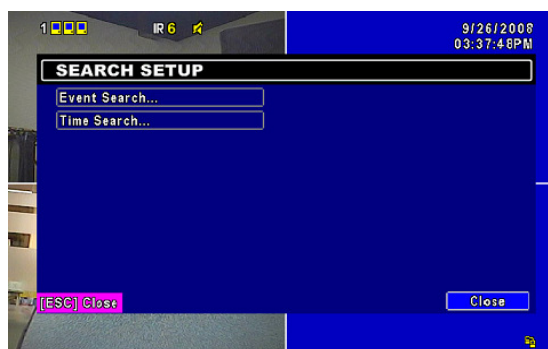 1 IR 6 9/26/2008
03:37:48PM
SEARCH SETUP
Event Search...
Time Search...
[ESC] Close Close